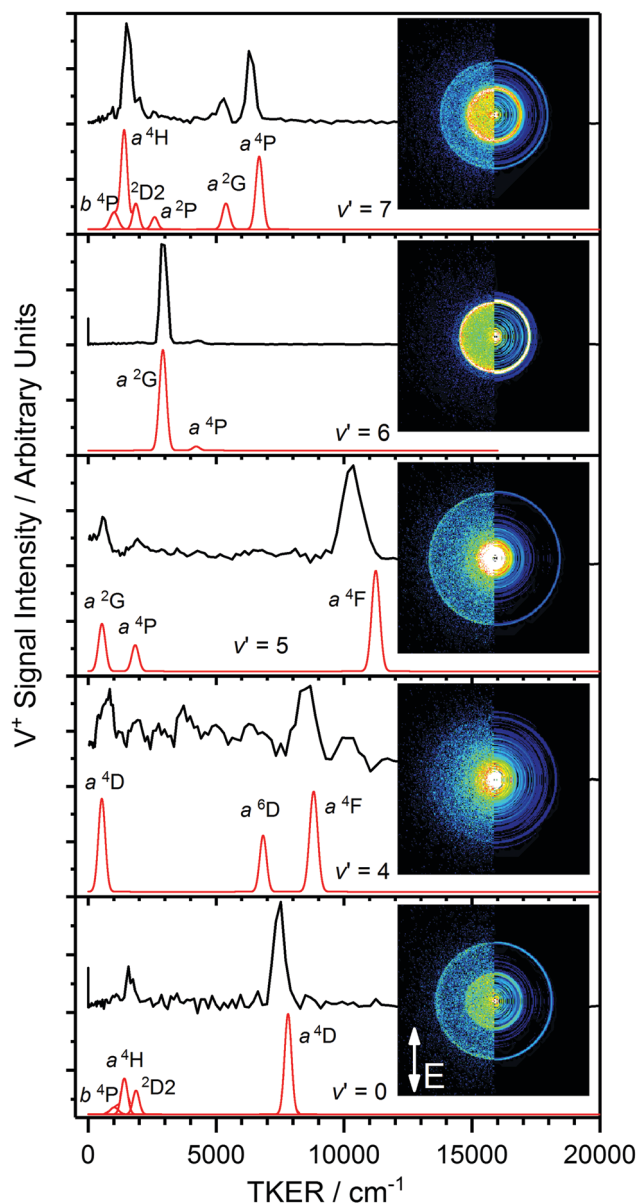 V⁺ Signal Intensity / Arbitrary Units
a ⁴H
a ⁴P
b ⁴P
²D2
a ²P
a ²G
v' = 7
a ²G
a ⁴P
v' = 6
a ²G
a ⁴P
a ⁴F
v' = 5
a ⁴D
a ⁶D
a ⁴F
v' = 4
a ⁴H
b ⁴P
²D2
a ⁴D
v' = 0
E
0 5000 10000 15000 20000
TKER / cm⁻¹